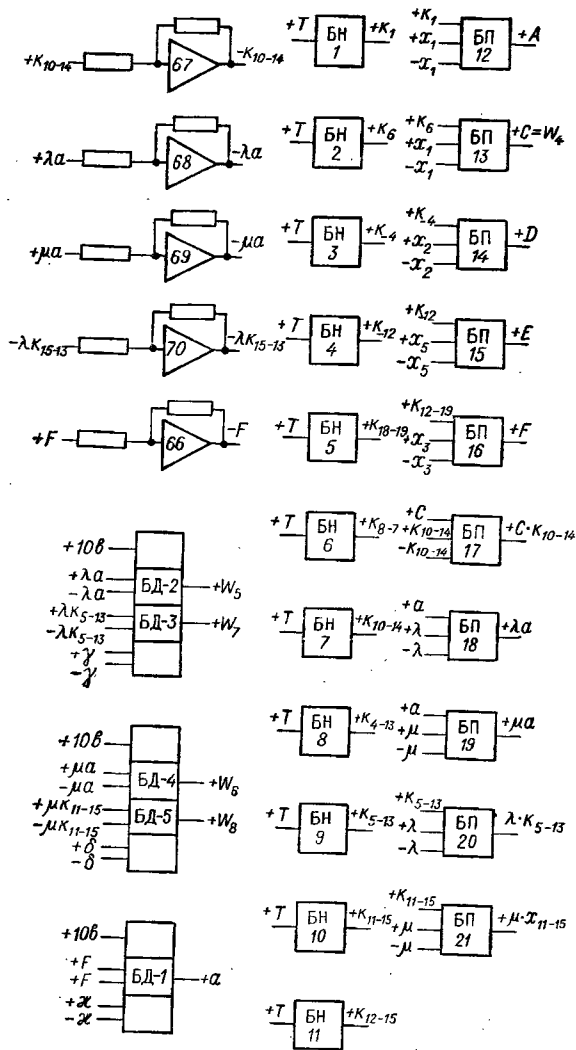 +K₁₀₋₁₄ 67 -K₁₀₋₁₄
+T БН 1 +K₁
+K₁ +x₁ -x₁ БП 12 +A
+λa 68 -λa
+T БН 2 +K₆
+K₆ +x₁ -x₁ БП 13 +C=W₄
+μa 69 -μa
+T БН 3 +K₋₄
+K₋₄ +x₂ -x₂ БП 14 +D
-λK₁₅₋₁₃ 70 -λK₁₅₋₁₃
+T БН 4 +K₁₂
+K₁₂ +x₅ -x₅ БП 15 +E
+F 66 -F
+T БН 5 +K₁₈₋₁₉
+K₁₂₋₁₉ +x₃ -x₃ БП 16 +F
+T БН 6 +K₈₋₇
+C +K₁₀₋₁₄ -K₁₀₋₁₄ БП 17 +C·K₁₀₋₁₄
+10в
+λa
-λa БД-2 +W₅
+λK₅₋₁₃
-λK₅₋₁₃ БД-3 +W₇
+γ
-γ
+T БН 7 +K₁₀₋₁₄
+a +λ -λ БП 18 +λa
+T БН 8 +K₄₋₁₃
+a +μ -μ БП 19 +μa
+10в
+μa
-μa БД-4 +W₆
+μK₁₁₋₁₅
-μK₁₁₋₁₅ БД-5 +W₈
+δ
-δ
+T БН 9 +K₅₋₁₃
+K₅₋₁₃ +λ -λ БП 20 λ·K₅₋₁₃
+T БН 10 +K₁₁₋₁₅
+K₁₁₋₁₅ +μ -μ БП 21 +μ·x₁₁₋₁₅
+10в
+F
+F БД-1 +a
+ϰ
-ϰ
+T БН 11 +K₁₂₋₁₅